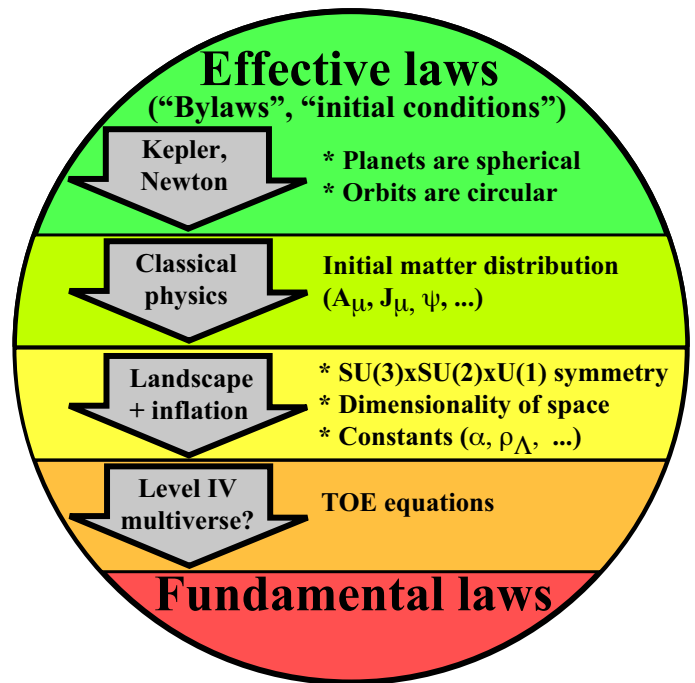 Effective laws
(“Bylaws”, “initial conditions”)
Kepler,
Newton
* Planets are spherical
* Orbits are circular
Classical
physics
Initial matter distribution
(Aμ, Jμ, ψ, ...)
Landscape
+ inflation
* SU(3)xSU(2)xU(1) symmetry
* Dimensionality of space
* Constants (α, ρΛ, ...)
Level IV
multiverse?
TOE equations
Fundamental laws